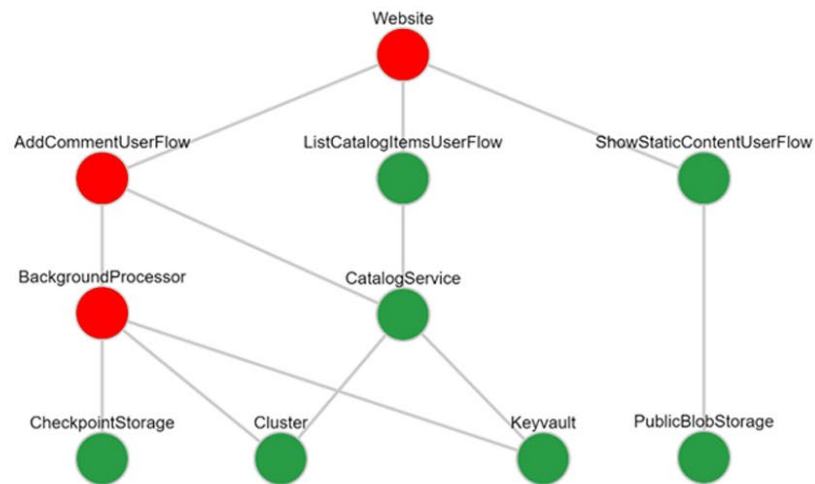 Website
AddCommentUserFlow
ListCatalogItemsUserFlow
ShowStaticContentUserFlow
BackgroundProcessor
CatalogService
CheckpointStorage
Cluster
Keyvault
PublicBlobStorage